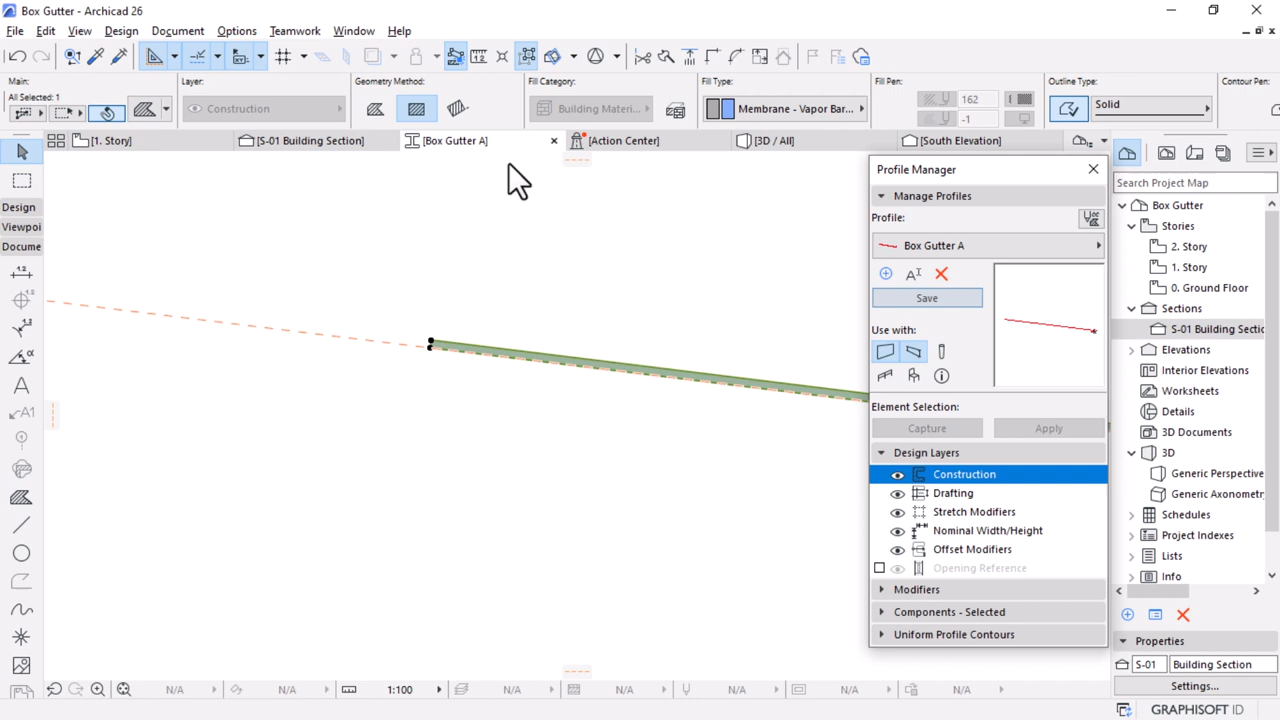 Box Gutter - Archicad 26
File Edit View Design Document Options Teamwork Window Help
Main: Layer: Geometry Method: Fill Category: Fill Type: Fill Pen: Outline Type: Contour Pen:
All Selected: 1
Construction
Building Materi...
Membrane - Vapor Bar...
162
-1
Solid
[1. Story]
[S-01 Building Section]
[Box Gutter A]
[Action Center]
[3D / All]
[South Elevation]
Design
Viewpoi
Docume
1.2
A
A1
Profile Manager
Manage Profiles
Profile:
Box Gutter A
Save
Use with:
Element Selection:
Capture Apply
Design Layers
Construction
Drafting
Stretch Modifiers
Nominal Width/Height
Offset Modifiers
Opening Reference
Modifiers
Components - Selected
Uniform Profile Contours
Search Project Map
Box Gutter
Stories
2. Story
1. Story
0. Ground Floor
Sections
S-01 Building Sectio
Elevations
Interior Elevations
Worksheets
Details
3D Documents
3D
Generic Perspective
Generic Axonometr
Schedules
Project Indexes
Lists
Info
Properties
S-01 Building Section
Settings...
N/A N/A 1:100 N/A N/A N/A N/A N/A
GRAPHISOFT ID